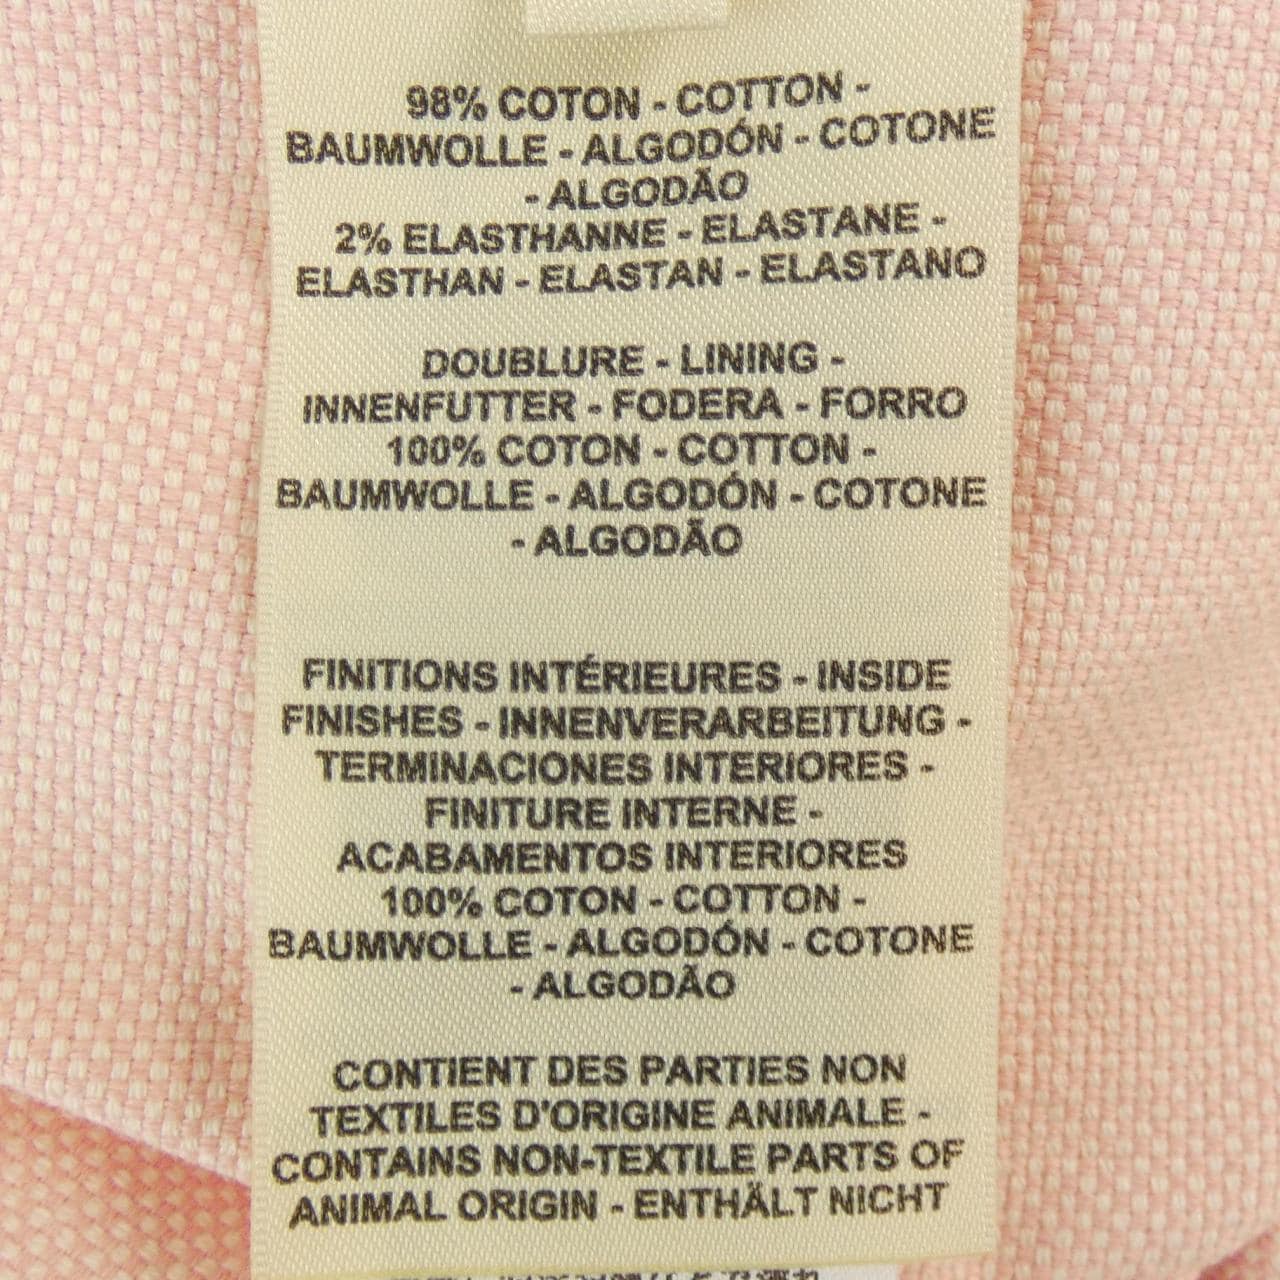 98% COTON - COTTON -
BAUMWOLLE - ALGODÓN - COTONE
- ALGODÃO
2% ELASTHANNE - ELASTANE -
ELASTHAN - ELASTAN - ELASTANO
DOUBLURE - LINING -
INNENFUTTER - FODERA - FORRO
100% COTON - COTTON -
BAUMWOLLE - ALGODÓN - COTONE
- ALGODÃO
FINITIONS INTÉRIEURES - INSIDE
FINISHES - INNENVERARBEITUNG -
TERMINACIONES INTERIORES -
FINITURE INTERNE -
ACABAMENTOS INTERIORES
100% COTON - COTTON -
BAUMWOLLE - ALGODÓN - COTONE
- ALGODÃO
CONTIENT DES PARTIES NON
TEXTILES D'ORIGINE ANIMALE -
CONTAINS NON-TEXTILE PARTS OF
ANIMAL ORIGIN - ENTHÄLT NICHT